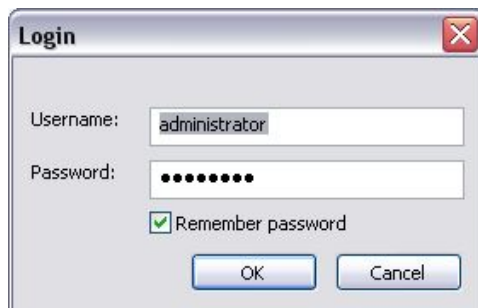 Login
Username: administrator
Password: ●●●●●●●●
Remember password
OK Cancel